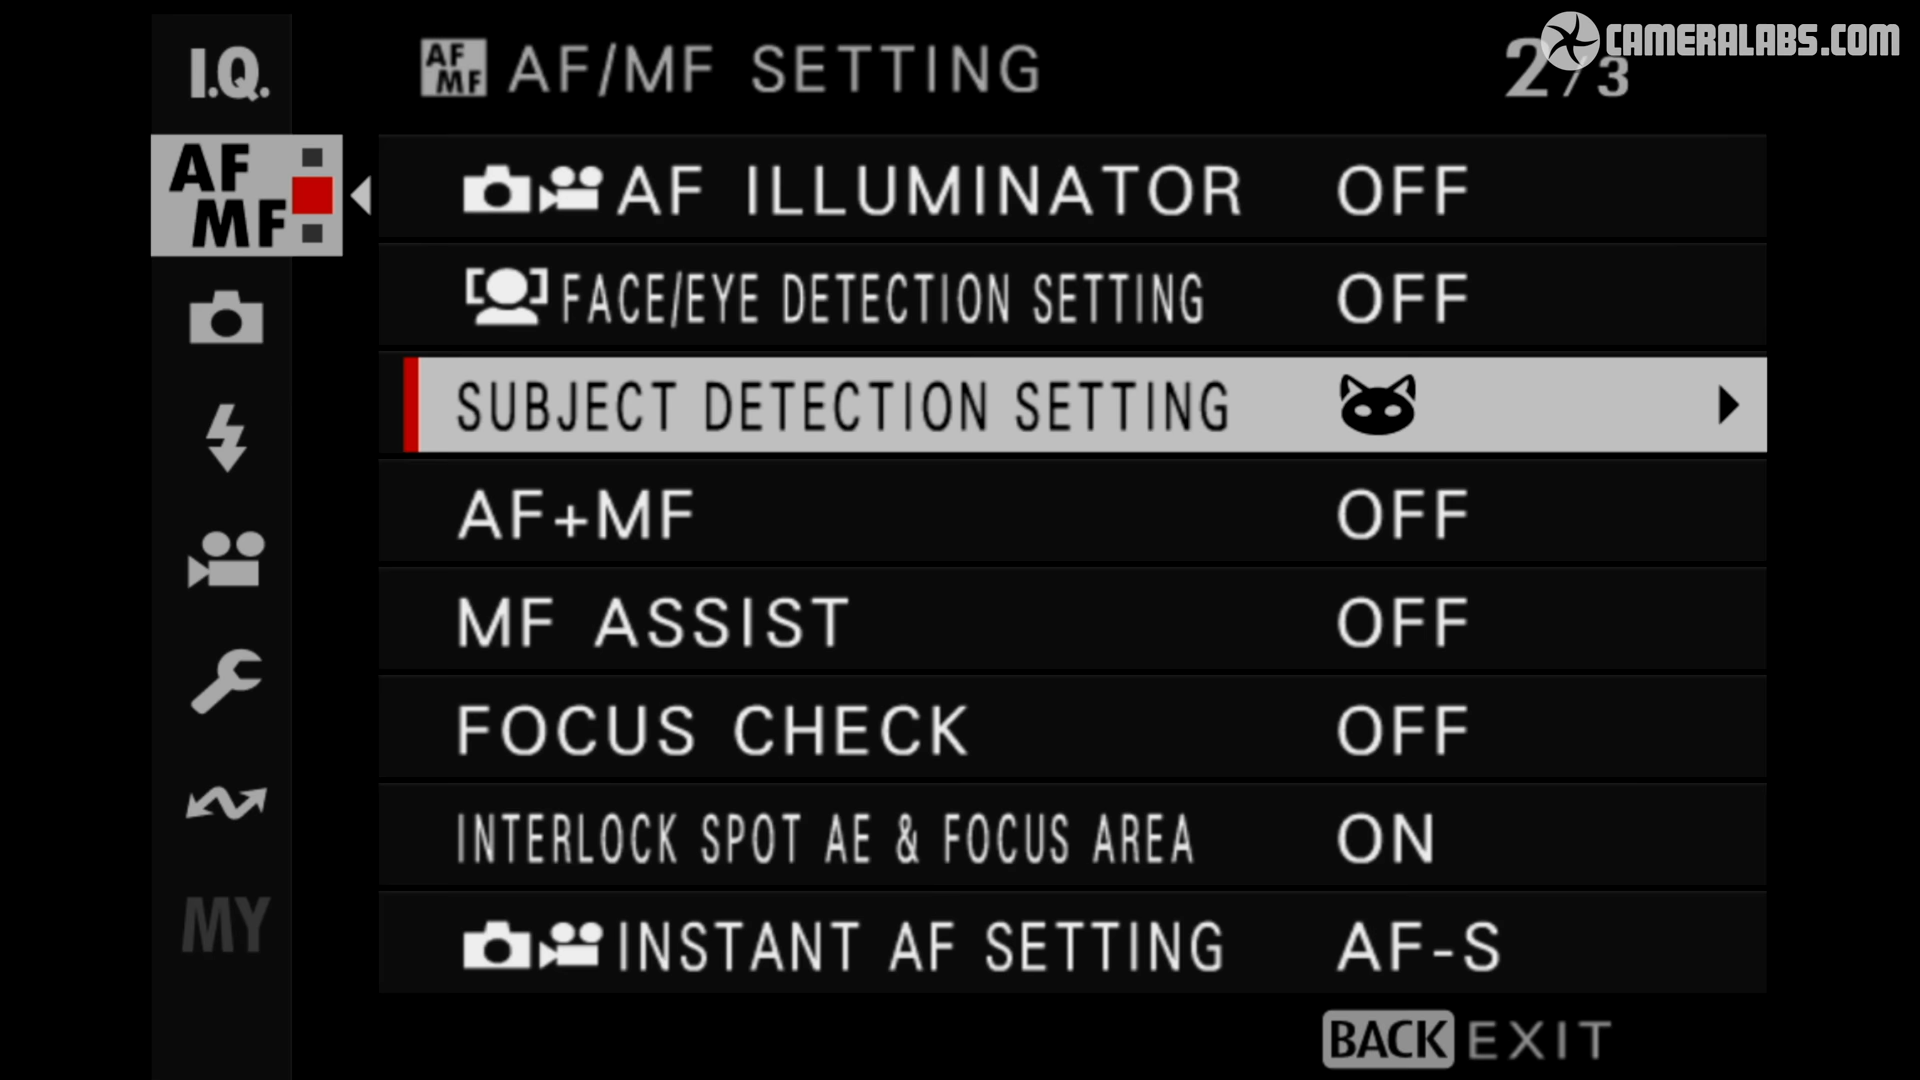 I.Q.
AF MF AF/MF SETTING 2/3
CAMERALABS.COM
AF
MF
AF ILLUMINATOR OFF
FACE/EYE DETECTION SETTING OFF
SUBJECT DETECTION SETTING
AF+MF OFF
MF ASSIST OFF
FOCUS CHECK OFF
INTERLOCK SPOT AE & FOCUS AREA ON
MY
INSTANT AF SETTING AF-S
BACK EXIT